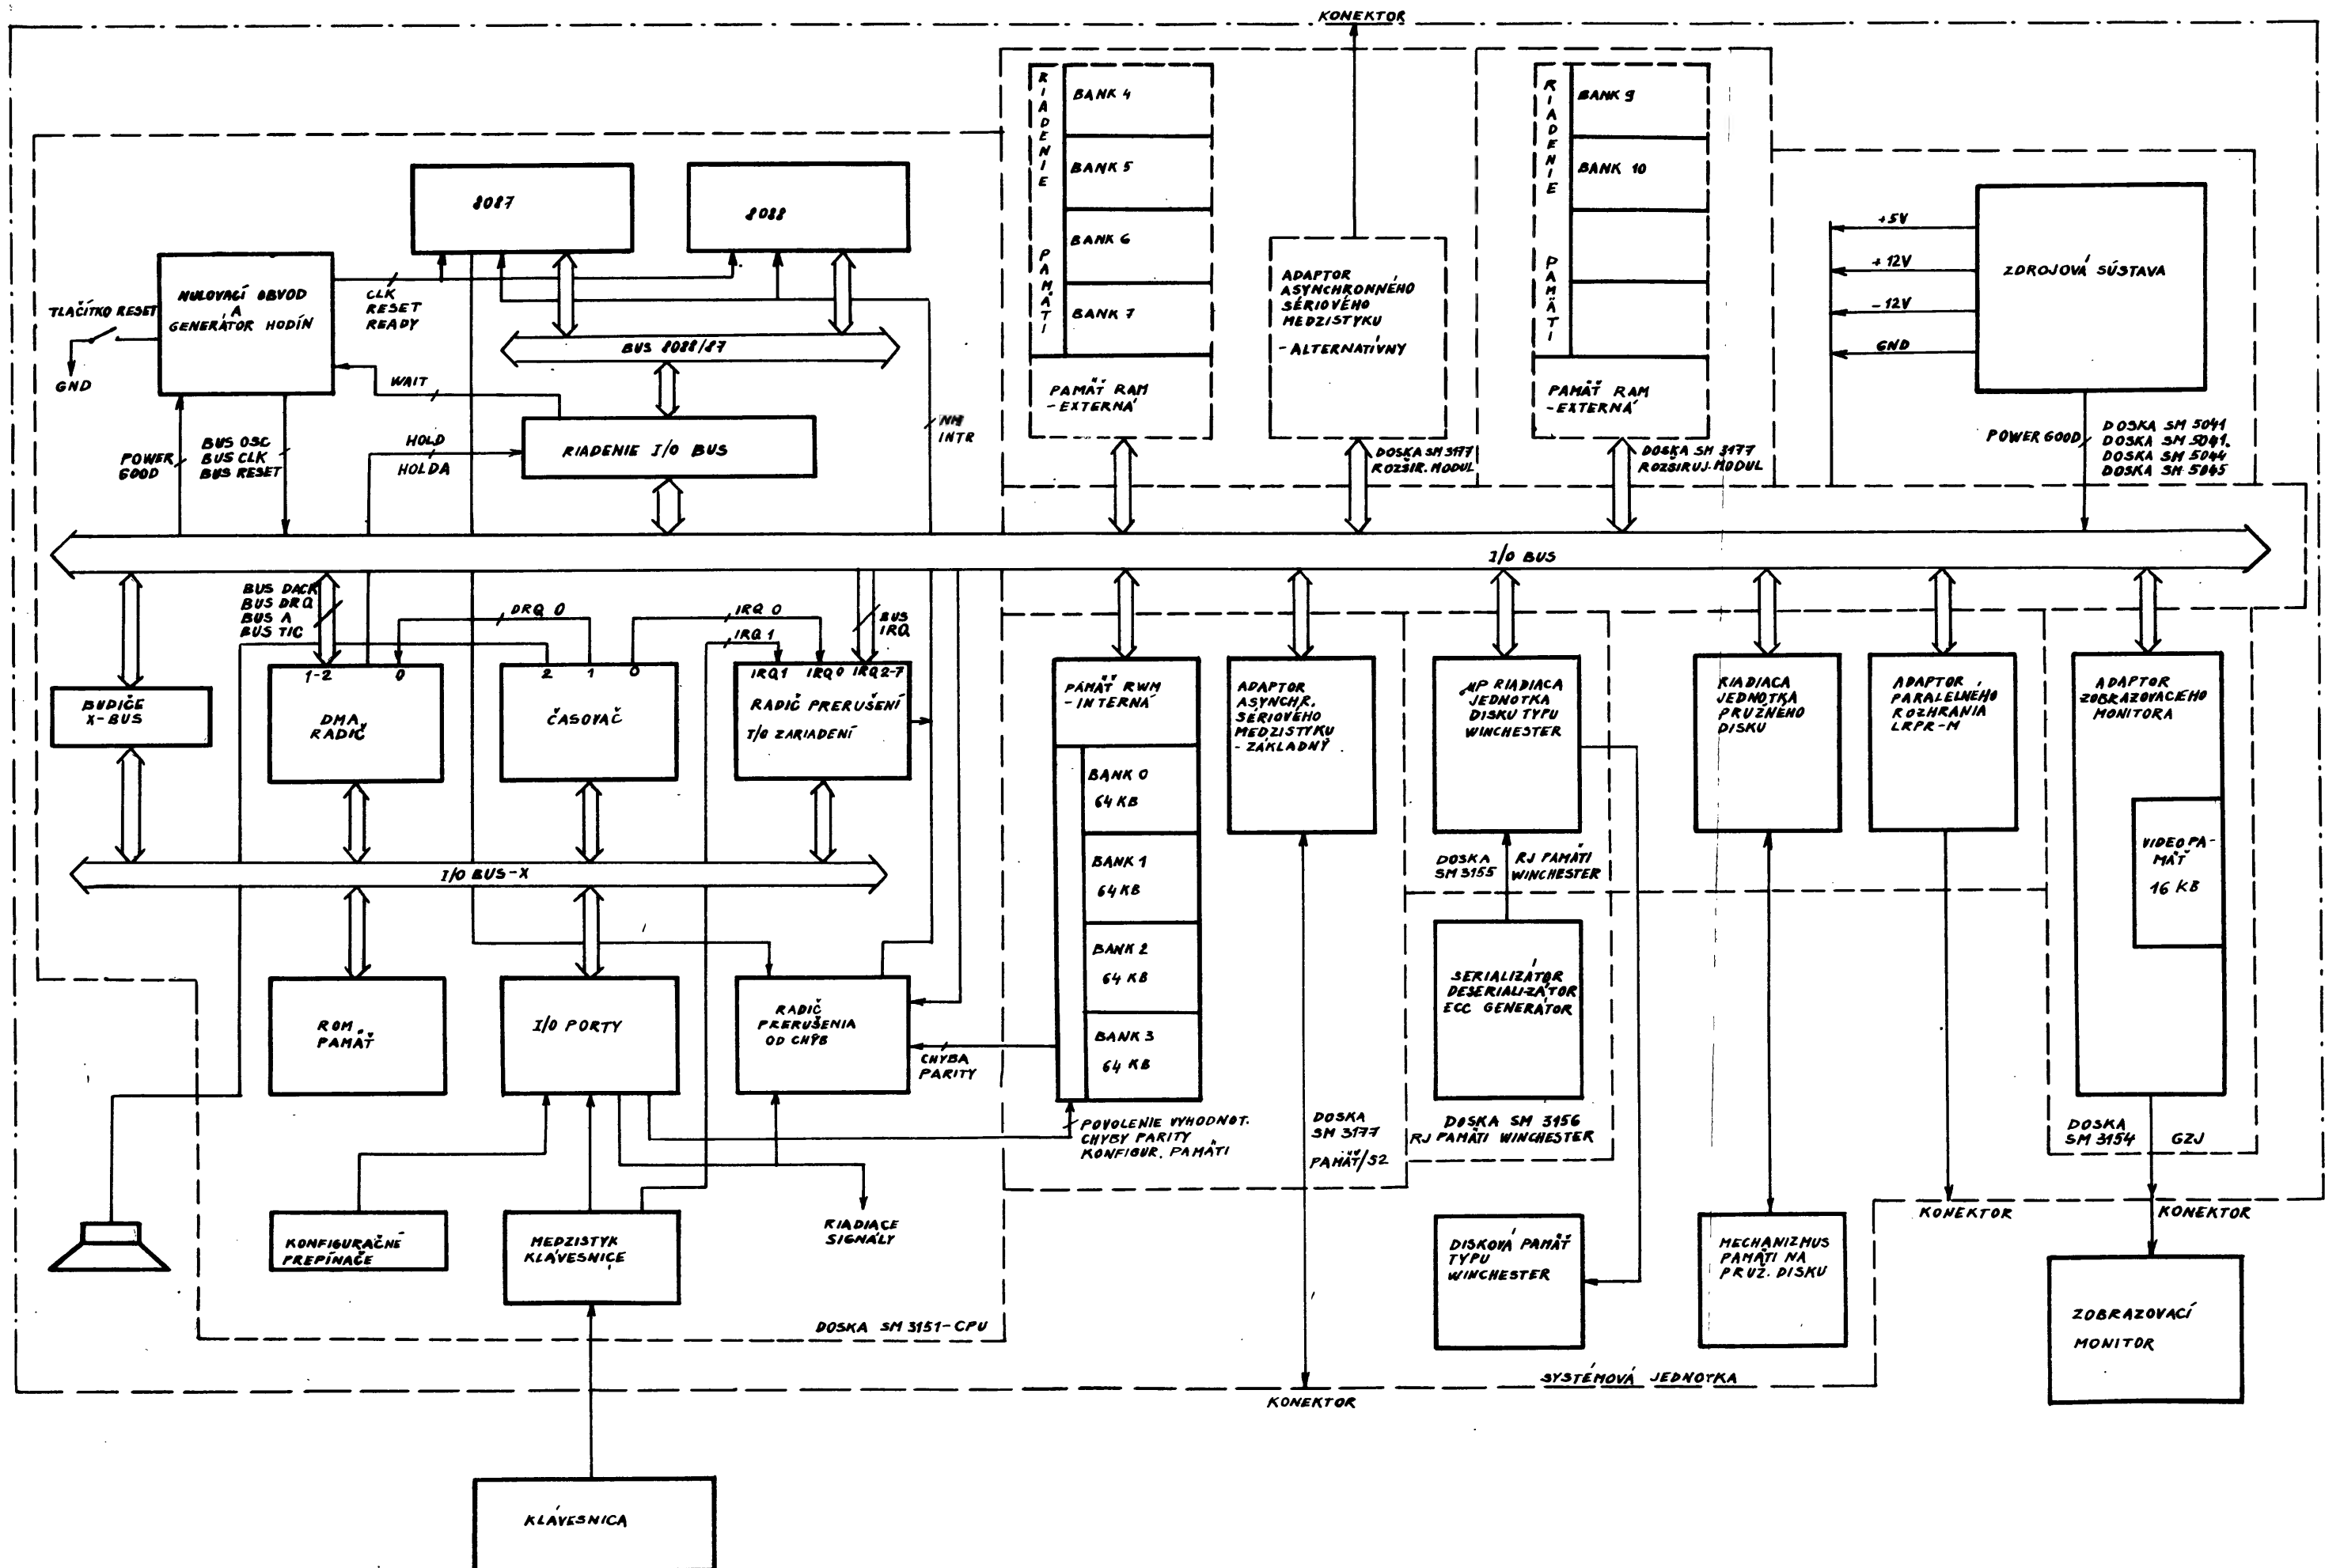 KONEKTOR
RIADENIE PAMÄTI
BANK 4
BANK 5
BANK 6
BANK 7
PAMÄŤ RAM
- EXTERNÁ
ADAPTOR
ASYNCHRONNÉHO
SÉRIOVÉHO
MEDZISTYKU
- ALTERNATÍVNY
DOSKA SM 3177
ROZŠIR. MODUL
RIADENIE PAMÄTI
BANK 9
BANK 10
PAMÄŤ RAM
- EXTERNÁ
DOSKA SM 3177
ROZŠIRUJ. MODUL
+5V
+12V
-12V
GND
ZDROJOVÁ SÚSTAVA
POWER GOOD
DOSKA SM 5041
DOSKA SM 5041.
DOSKA SM 5044
DOSKA SM 5045
8087
8088
NULOVACÍ OBVOD
A
GENERÁTOR HODÍN
TLAČÍTKO RESET
GND
CLK
RESET
READY
BUS 8088/87
WAIT
RIADENIE I/O BUS
HOLD
HOLDA
NM
INTR
POWER
GOOD
BUS OSC
BUS CLK
BUS RESET
I/O BUS
BUS DACK
BUS DRQ
BUS A
BUS TIC
DRQ 0
IRQ 0
IRQ 1
BUS
IRQ
BUDIČE
X-BUS
1-2 0
DMA
RADIČ
2 1 0
ČASOVAČ
IRQ1 IRQ0 IRQ2-7
RADIČ PRERUŠENÍ
I/O ZARIADENÍ
I/O BUS-X
ROM
PAMÄŤ
I/O PORTY
RADIČ
PRERUŠENIA
OD CHÝB
CHYBA
PARITY
PAMÄŤ RWM
- INTERNÁ
BANK 0
64 KB
BANK 1
64 KB
BANK 2
64 KB
BANK 3
64 KB
POVOLENIE VYHODNOT.
CHYBY PARITY
KONFIGUR. PAMÄTI
ADAPTOR
ASYNCHR.
SÉRIOVÉHO
MEDZISTYKU
- ZÁKLADNÝ
DOSKA
SM 3177
PAMÄŤ/S2
MP RIADIACA
JEDNOTKA
DISKU TYPU
WINCHESTER
DOSKA
SM 3155
RJ PAMÄTI
WINCHESTER
SERIALIZÁTOR
DESERIALIZÁTOR
ECC GENERÁTOR
DOSKA SM 3156
RJ PAMÄTI WINCHESTER
RIADIACA
JEDNOTKA
PRUŽNÉHO
DISKU
ADAPTOR
PARALELNÉHO
ROZHRANIA
LRPR-M
ADAPTOR
ZOBRAZOVACIEHO
MONITORA
VIDEO PA-
MÄŤ
16 KB
DOSKA
SM 3154 GZJ
KONEKTOR
KONEKTOR
KONFIGURAČNÉ
PREPÍNAČE
MEDZISTYK
KLÁVESNICE
RIADIACE
SIGNÁLY
DISKOVÁ PAMÄŤ
TYPU
WINCHESTER
MECHANIZMUS
PAMÄTI NA
PRUŽ. DISKU
ZOBRAZOVACÍ
MONITOR
DOSKA SM 3151-CPU
SYSTÉMOVÁ JEDNOTKA
KONEKTOR
KLÁVESNICA